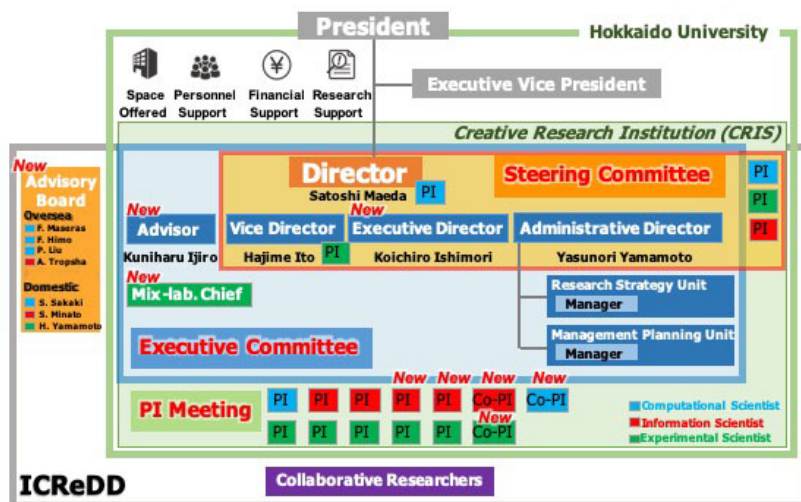 President
Hokkaido University
Executive Vice President
Space Offered
Personnel Support
Financial Support
Research Support
Creative Research Institution (CRIS)
New
Advisory Board
Oversea
F. Maseras
F. Himo
P. Liu
A. Tropsha
Domestic
S. Sakaki
S. Minato
H. Yamamoto
Director
Satoshi Maeda
PI
Steering Committee
PI
PI
PI
New
Advisor
Kuniharu Ijiro
Vice Director
Hajime Ito
PI
New
Executive Director
Koichiro Ishimori
Administrative Director
Yasunori Yamamoto
New
Mix-lab. Chief
Research Strategy Unit
Manager
Management Planning Unit
Manager
Executive Committee
PI Meeting
New New New New
PI PI PI PI PI Co-PI Co-PI
New
PI PI PI PI PI Co-PI
Computational Scientist
Information Scientist
Experimental Scientist
ICReDD
Collaborative Researchers